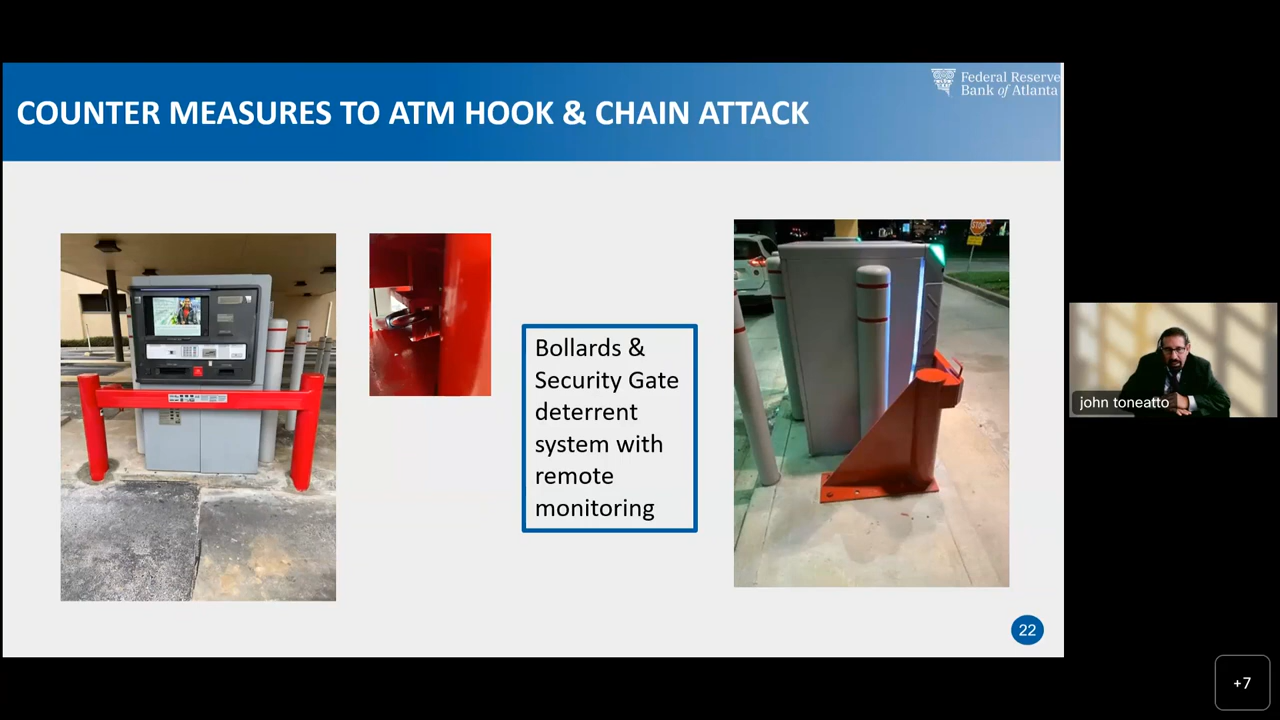 Federal Reserve
Bank of Atlanta
COUNTER MEASURES TO ATM HOOK & CHAIN ATTACK
Bollards &
Security Gate
deterrent
system with
remote
monitoring
STOP
john toneatto
22
+7